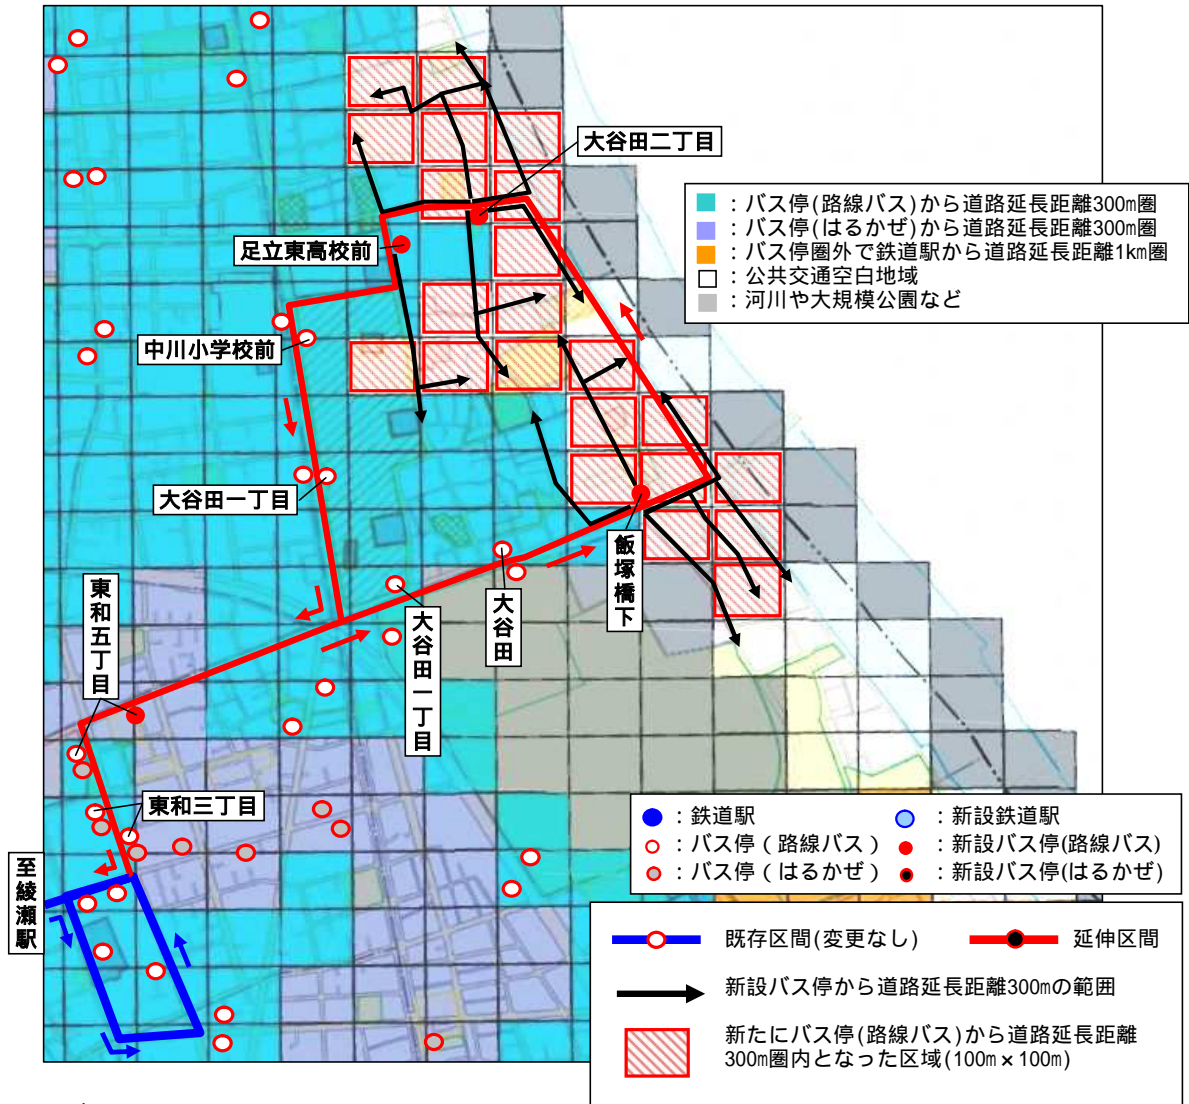 大谷田二丁目
足立東高校前
中川小学校前
大谷田一丁目
東和五丁目
大谷田一丁目
大谷田
飯塚橋下
東和三丁目
至綾瀬駅
：バス停(路線バス)から道路延長距離300m圏
：バス停(はるかぜ)から道路延長距離300m圏
：バス停圏外で鉄道駅から道路延長距離1km圏
：公共交通空白地域
：河川や大規模公園など
：鉄道駅
：新設鉄道駅
：バス停（路線バス）
：新設バス停(路線バス)
：バス停（はるかぜ）
：新設バス停(はるかぜ)
既存区間(変更なし)
延伸区間
新設バス停から道路延長距離300mの範囲
新たにバス停(路線バス)から道路延長距離
300m圏内となった区域(100m×100m)